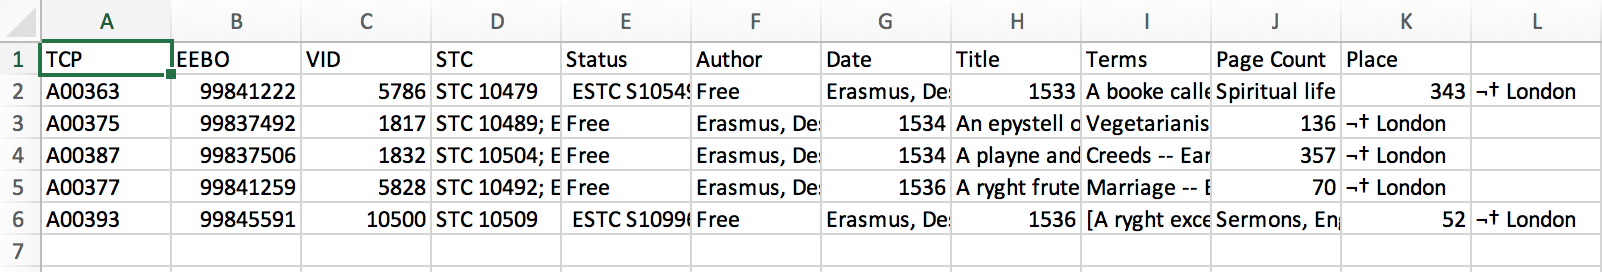 A B C D E F G H I J K L
1 TCP EEBO VID STC Status Author Date Title Terms Page Count Place
2 A00363 99841222 5786 STC 10479 ESTC S1054 Free Erasmus, De 1533 A booke calle Spiritual life 343 ¬† London
3 A00375 99837492 1817 STC 10489; E Free Erasmus, De 1534 An epystell o Vegetarianis 136 ¬† London
4 A00387 99837506 1832 STC 10504; E Free Erasmus, De 1534 A playne and Creeds -- Ear 357 ¬† London
5 A00377 99841259 5828 STC 10492; E Free Erasmus, De 1536 A ryght frute Marriage -- E 70 ¬† London
6 A00393 99845591 10500 STC 10509 ESTC S1099 Free Erasmus, De 1536 [A ryght exce Sermons, En 52 ¬† London
7